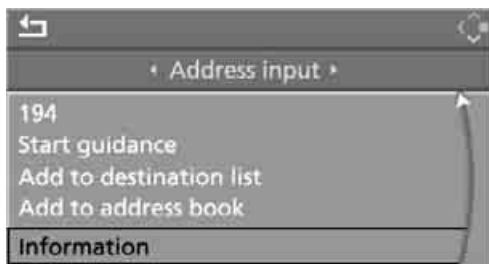 Address input
194
Start guidance
Add to destination list
Add to address book
Information